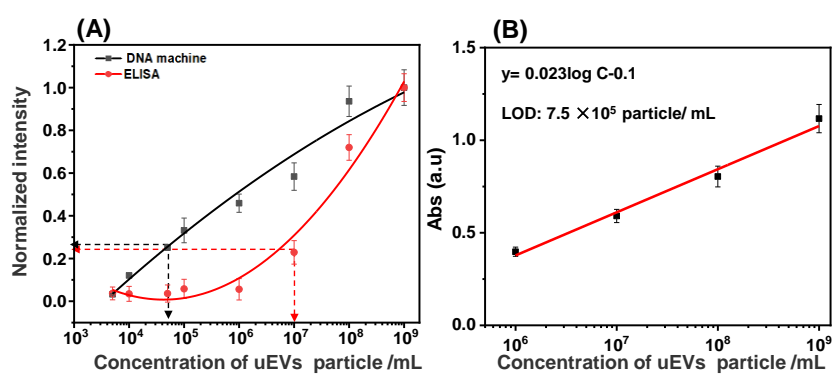 (A)
DNA machine
ELISA
Normalized intensity
1.2
1.0
0.8
0.6
0.4
0.2
0.0
10³ 10⁴ 10⁵ 10⁶ 10⁷ 10⁸ 10⁹
Concentration of uEVs particle /mL
(B)
y= 0.023log C-0.1
LOD: 7.5 ×10⁵ particle/ mL
Abs (a.u)
1.5
1.0
0.5
0.0
10⁶ 10⁷ 10⁸ 10⁹
Concentration of uEVs particle /mL